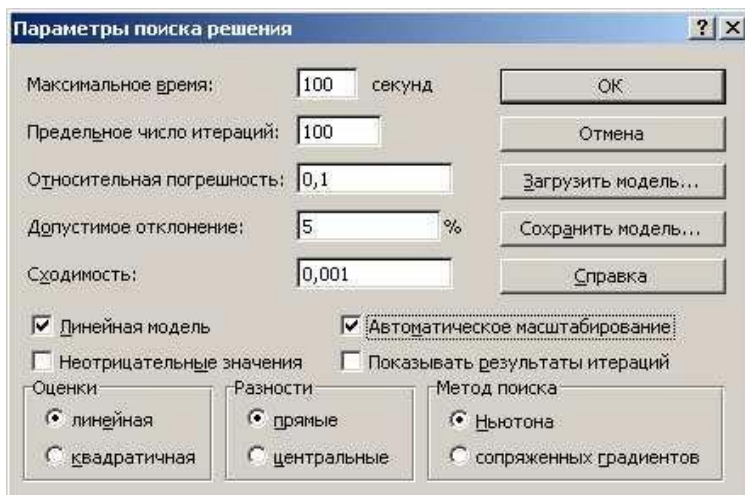 Параметры поиска решения
Максимальное время: 100 секунд ОК
Предельное число итераций: 100 Отмена
Относительная погрешность: 0,1 Загрузить модель...
Допустимое отклонение: 5 % Сохранить модель...
Сходимость: 0,001 Справка
Линейная модель Автоматическое масштабирование
Неотрицательные значения Показывать результаты итераций
Оценки Разности Метод поиска
линейная прямые Ньютона
квадратичная центральные сопряженных градиентов